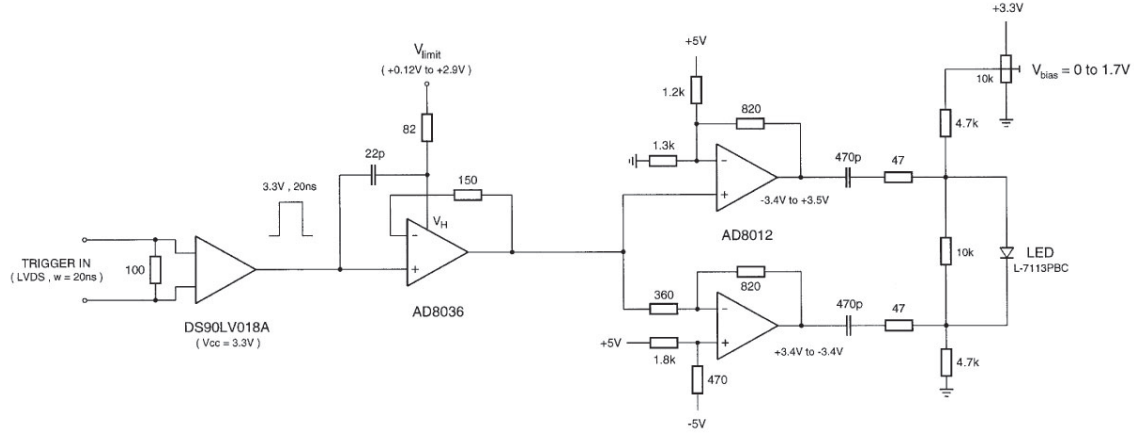 V_limit
( +0.12V to +2.9V )
82
22p
3.3V , 20ns
150
V_H
−
+
AD8036
TRIGGER IN
( LVDS , w = 20ns )
100
DS90LV018A
( Vcc = 3.3V )
+5V
1.2k
820
1.3k
−
+
-3.4V to +3.5V
AD8012
470p
47
360
820
−
+
+5V
1.8k
470
-5V
+3.4V to -3.4V
470p
47
+3.3V
10k
V_bias = 0 to 1.7V
4.7k
10k
LED
L-7113PBC
4.7k